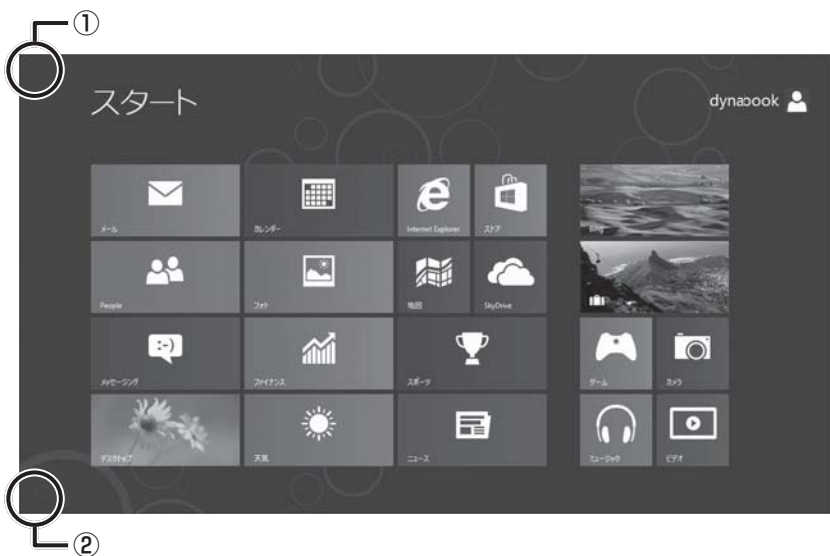 ①
スタート
dynabook
メール
カレンダー
Internet Explorer
ストア
Bing
People
フォト
地図
SkyDrive
:-)
メッセージング
ファイナンス
スポーツ
ゲーム
カメラ
デスクトップ
天気
ニュース
ミュージック
ビデオ
②